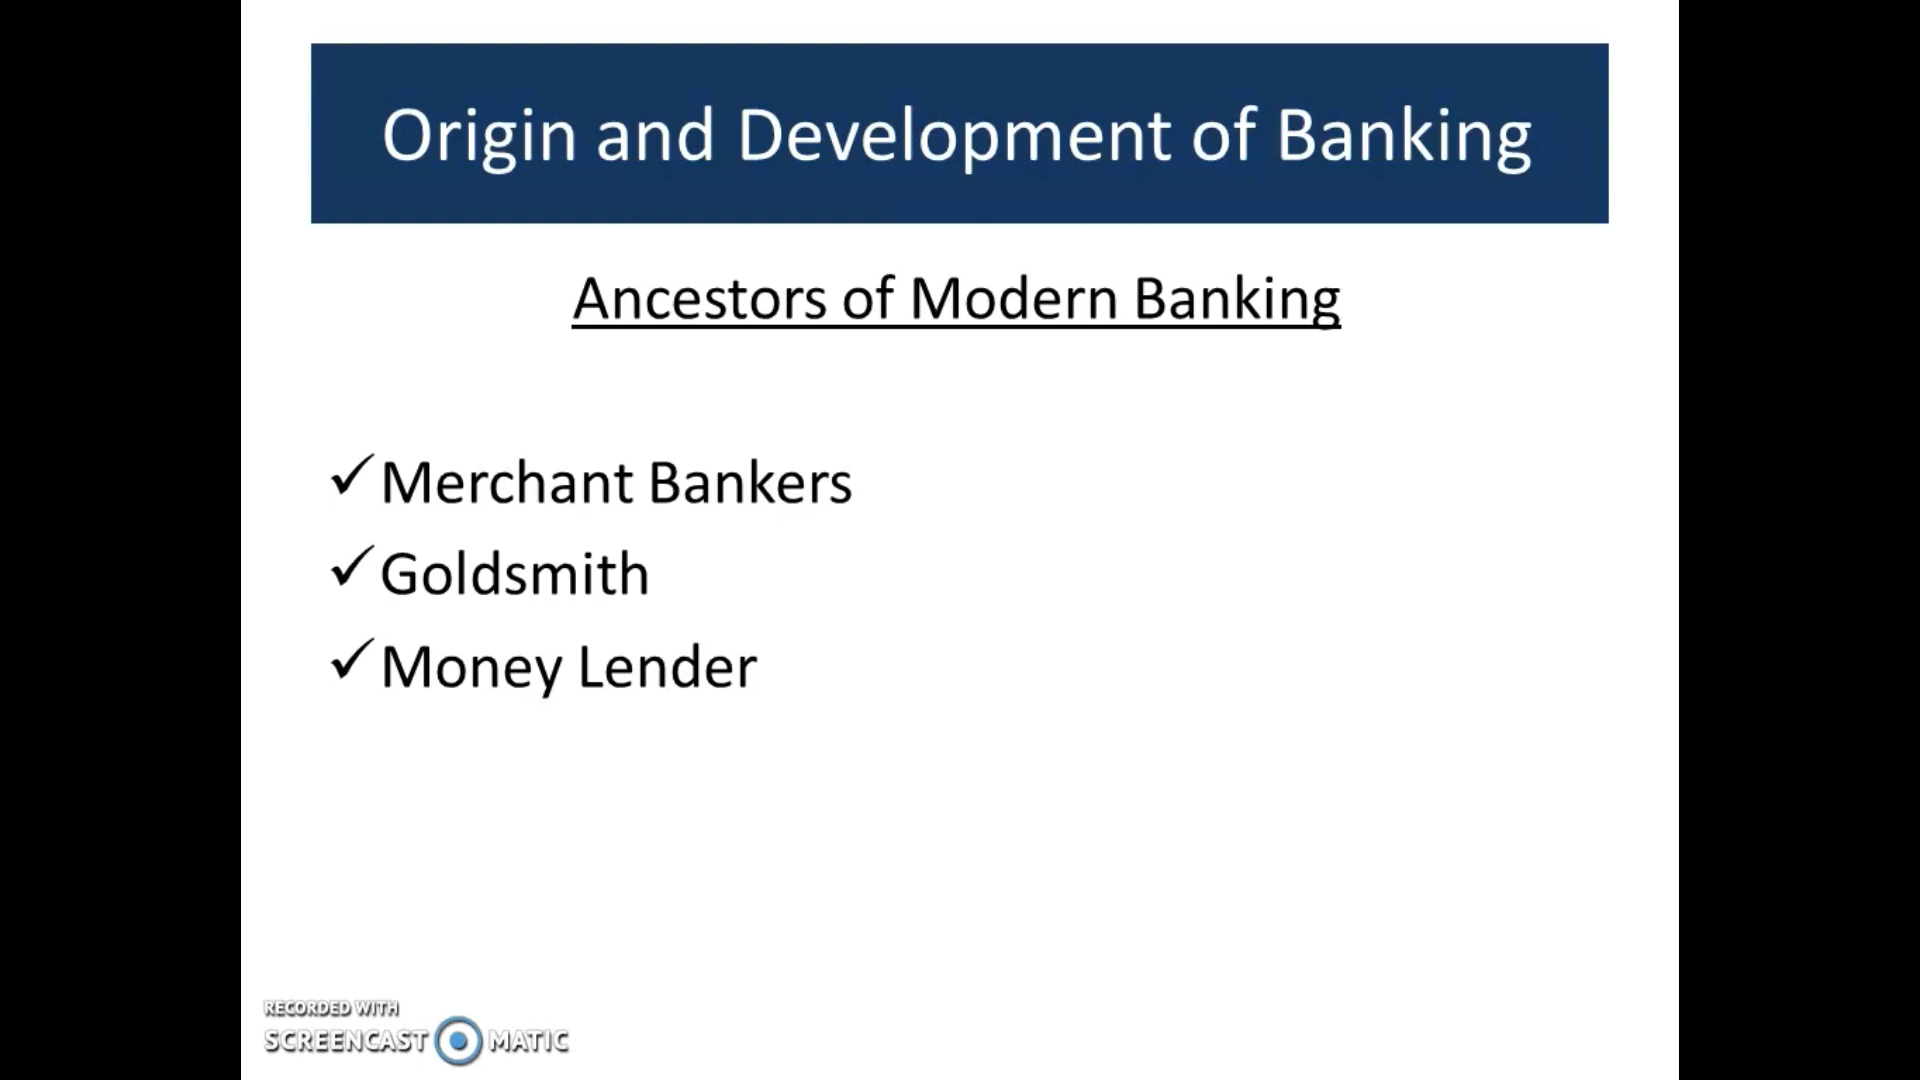 Origin and Development of Banking
Ancestors of Modern Banking
✓Merchant Bankers
✓Goldsmith
✓Money Lender
RECORDED WITH
SCREENCAST MATIC